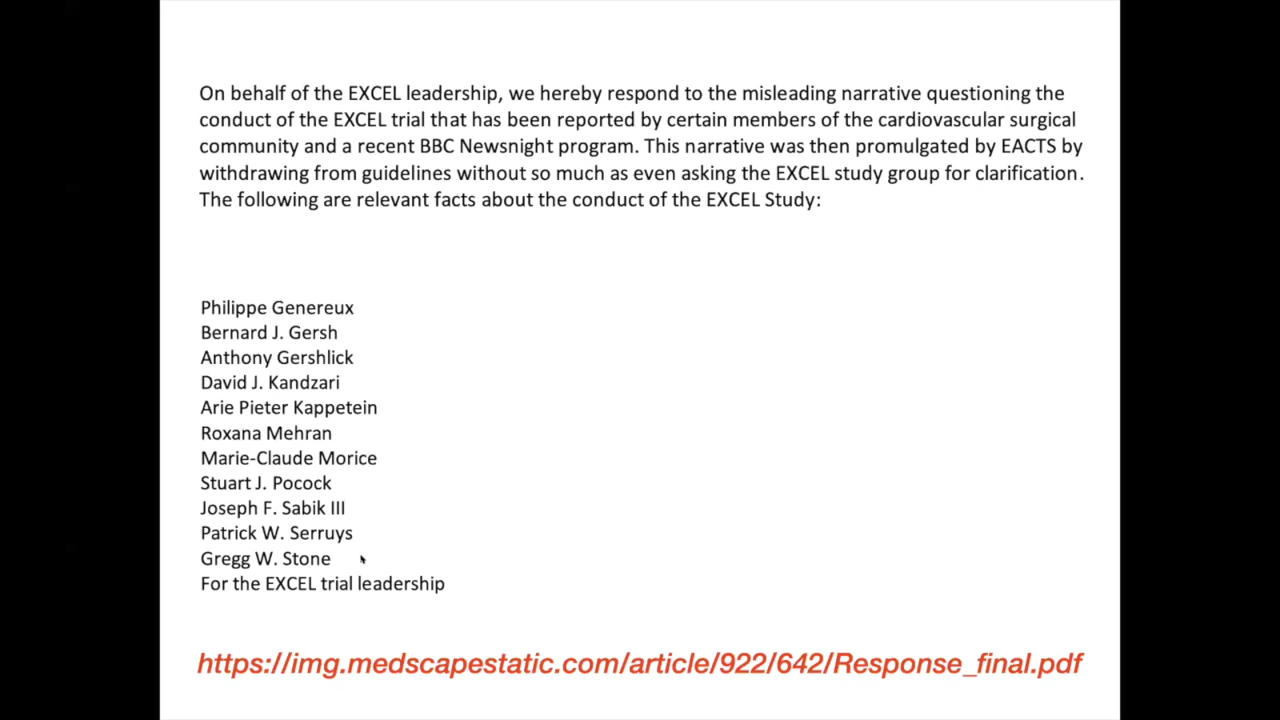 On behalf of the EXCEL leadership, we hereby respond to the misleading narrative questioning the
conduct of the EXCEL trial that has been reported by certain members of the cardiovascular surgical
community and a recent BBC Newsnight program. This narrative was then promulgated by EACTS by
withdrawing from guidelines without so much as even asking the EXCEL study group for clarification.
The following are relevant facts about the conduct of the EXCEL Study:
Philippe Genereux
Bernard J. Gersh
Anthony Gershlick
David J. Kandzari
Arie Pieter Kappetein
Roxana Mehran
Marie-Claude Morice
Stuart J. Pocock
Joseph F. Sabik III
Patrick W. Serruys
Gregg W. Stone
For the EXCEL trial leadership
https://img.medscapestatic.com/article/922/642/Response_final.pdf